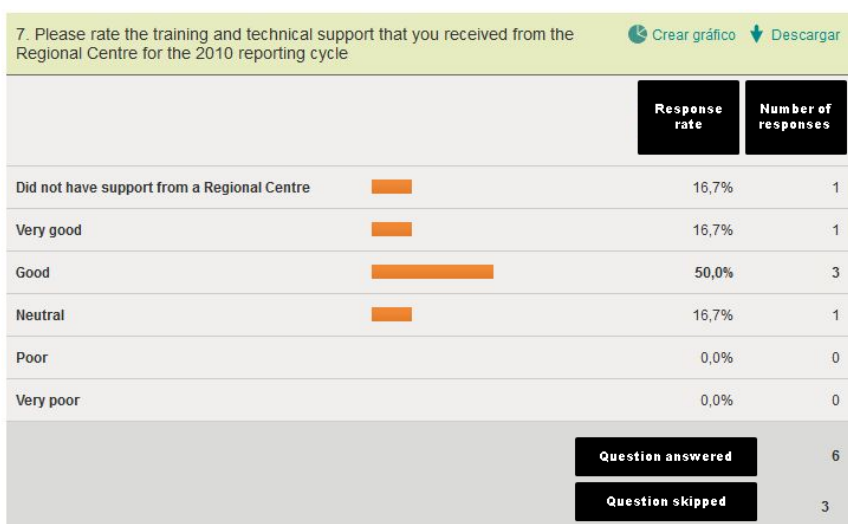 7. Please rate the training and technical support that you received from the
Regional Centre for the 2010 reporting cycle
Crear gráfico Descargar
Response rate Number of responses
Did not have support from a Regional Centre 16,7% 1
Very good 16,7% 1
Good 50,0% 3
Neutral 16,7% 1
Poor 0,0% 0
Very poor 0,0% 0
Question answered 6
Question skipped 3